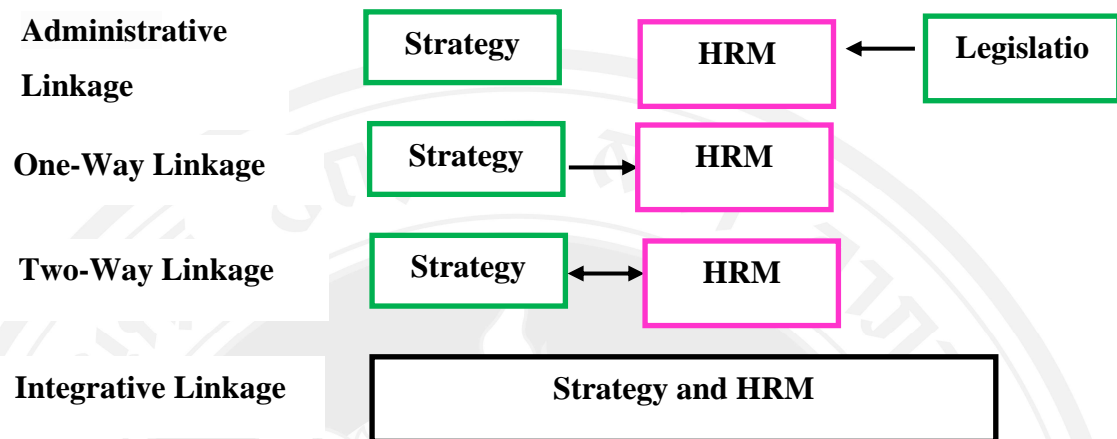 Administrative
Linkage
Strategy
HRM
Legislatio
One-Way Linkage
Strategy
HRM
Two-Way Linkage
Strategy
HRM
Integrative Linkage
Strategy and HRM